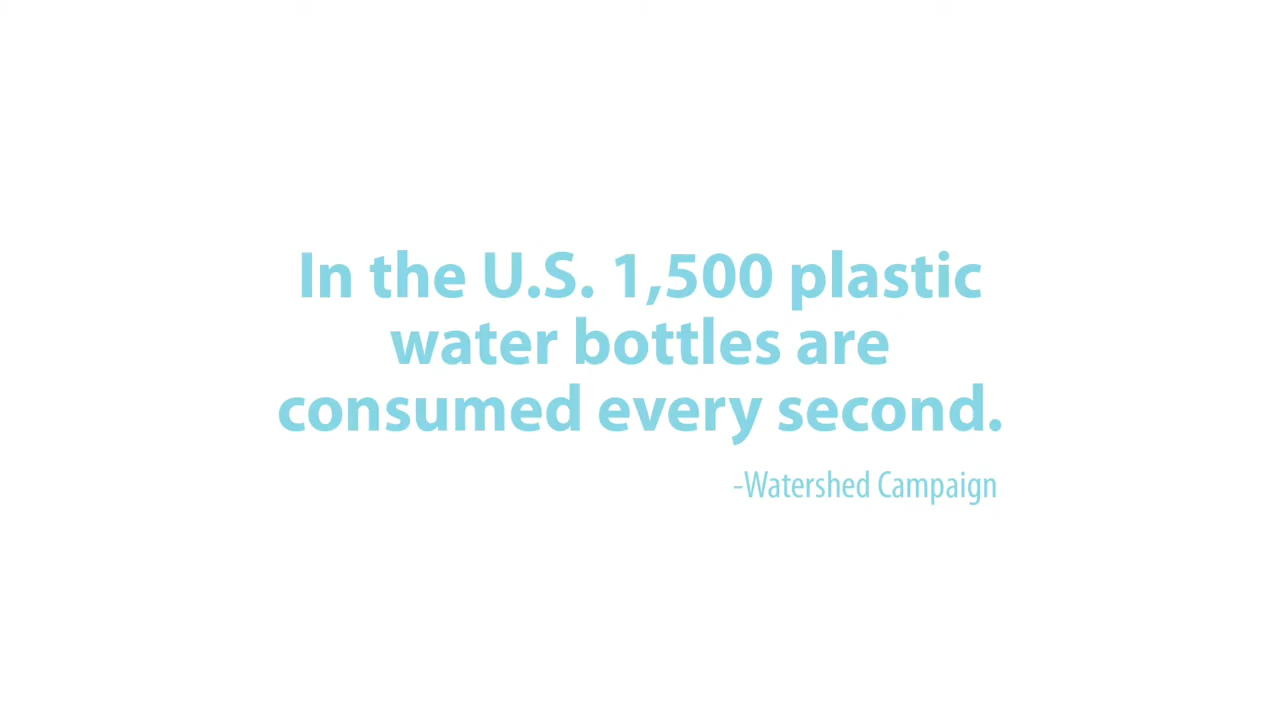 In the U.S. 1,500 plastic
water bottles are
consumed every second.
-Watershed Campaign